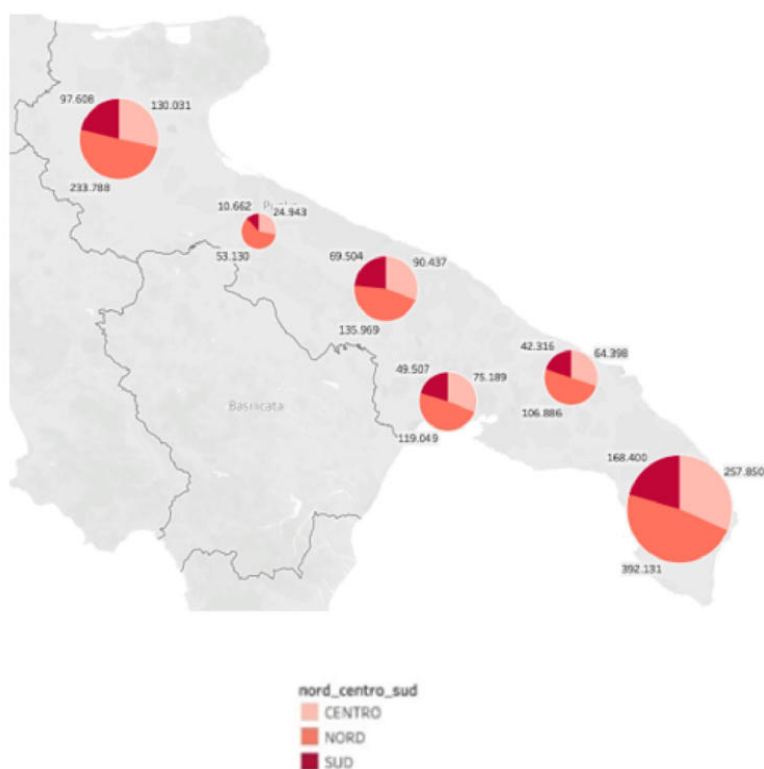 97.608 130.031
233.788
10.662 24.943
53.130
69.504 90.437
135.969
49.507 75.189
119.049
42.316 64.398
106.886
168.400 257.850
392.131
Basilicata
nord_centro_sud
CENTRO
NORD
SUD